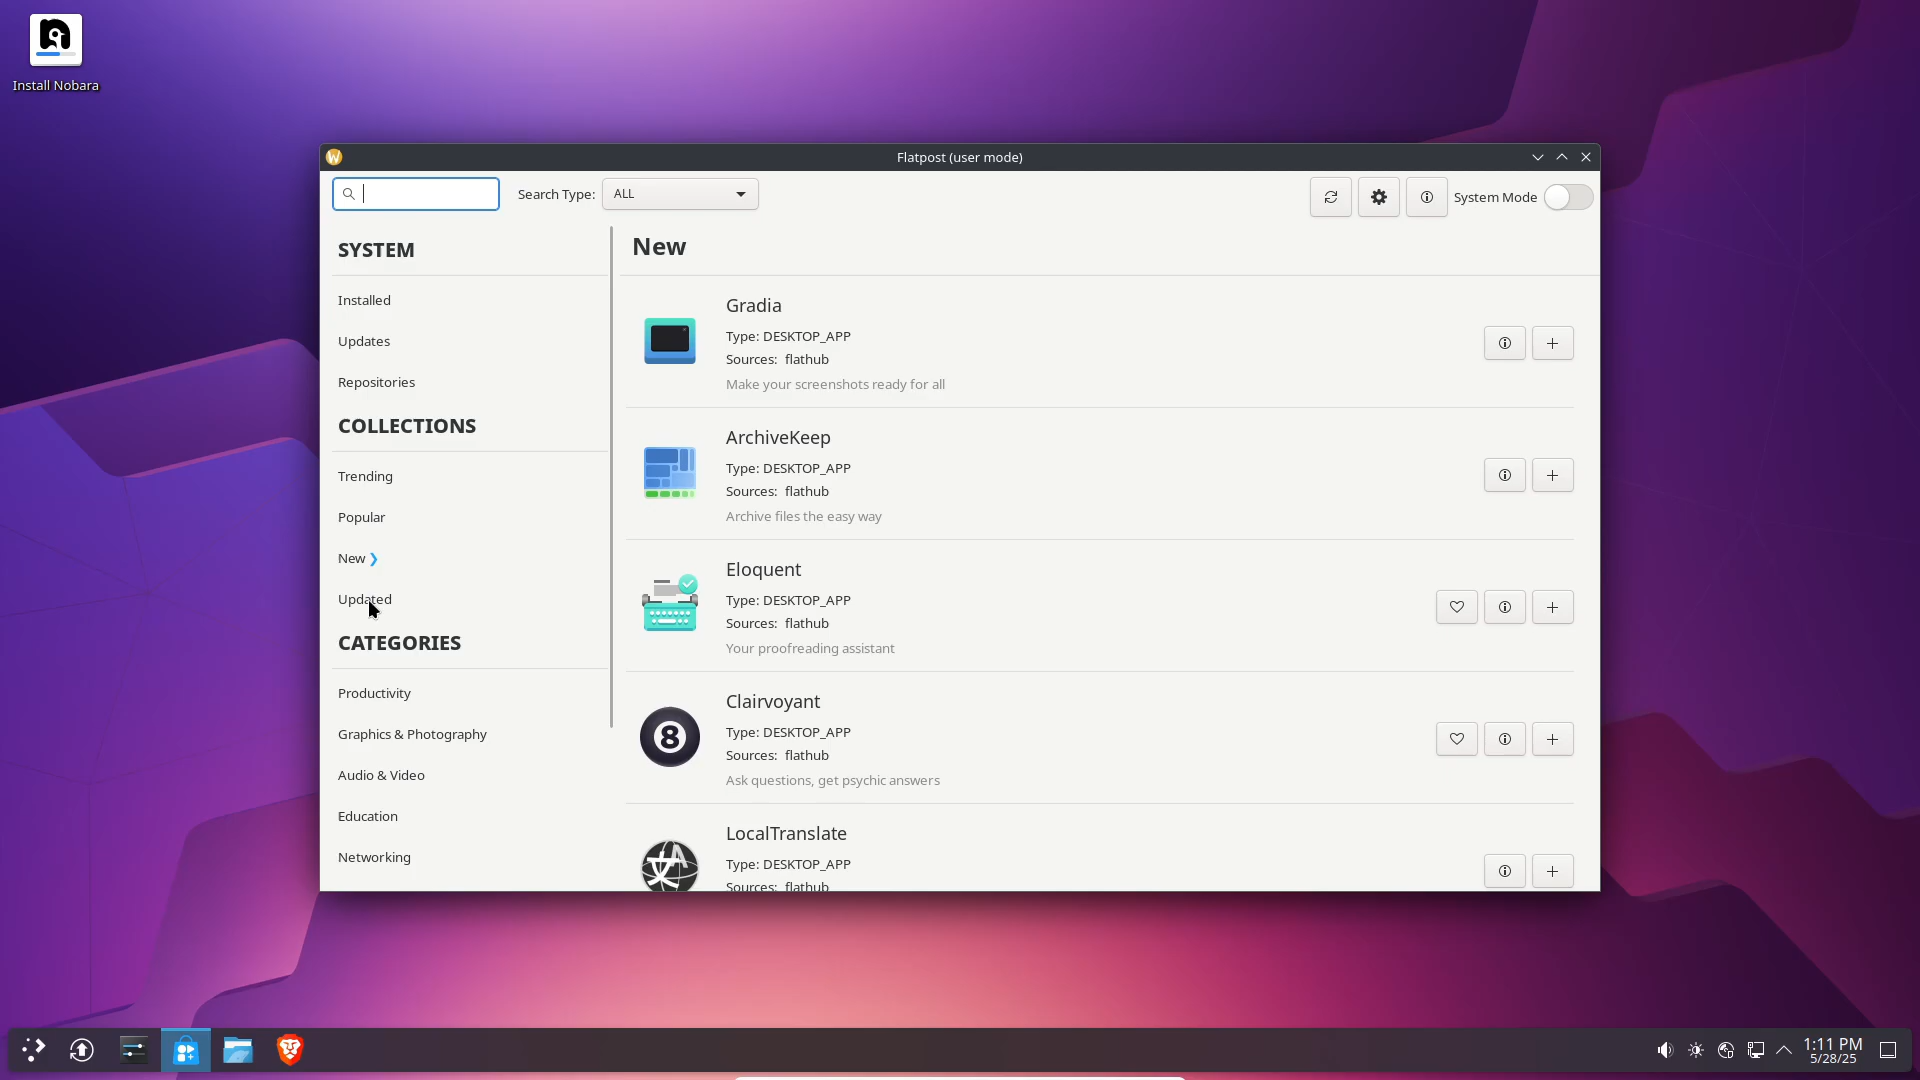 Install Nobara
Flatpost (user mode)
Search Type:
ALL
System Mode
SYSTEM
Installed
Updates
Repositories
COLLECTIONS
Trending
Popular
New
Updated
CATEGORIES
Productivity
Graphics & Photography
Audio & Video
Education
Networking
New
Gradia
Type: DESKTOP_APP
Sources: flathub
Make your screenshots ready for all
ArchiveKeep
Type: DESKTOP_APP
Sources: flathub
Archive files the easy way
Eloquent
Type: DESKTOP_APP
Sources: flathub
Your proofreading assistant
Clairvoyant
Type: DESKTOP_APP
Sources: flathub
Ask questions, get psychic answers
LocalTranslate
Type: DESKTOP_APP
Sources: flathub
1:11 PM
5/28/25